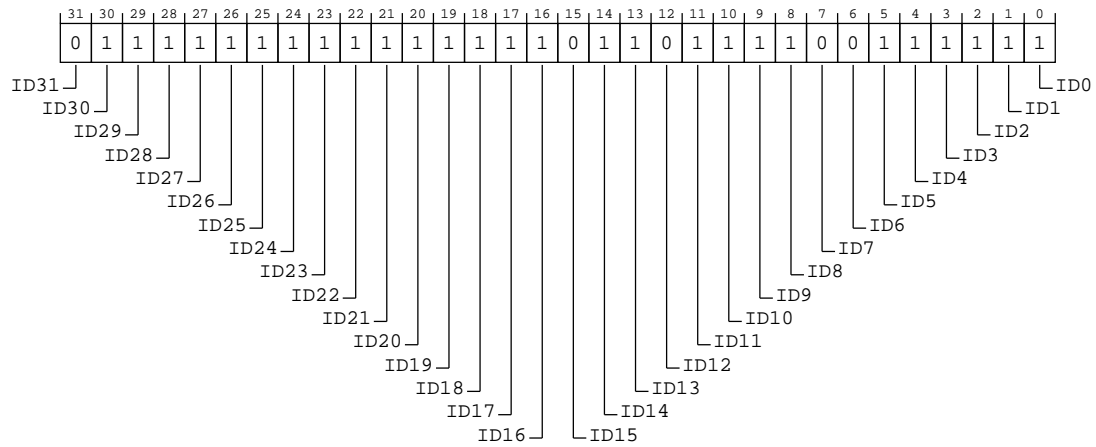 31 30 29 28 27 26 25 24 23 22 21 20 19 18 17 16 15 14 13 12 11 10 9 8 7 6 5 4 3 2 1 0
0 1 1 1 1 1 1 1 1 1 1 1 1 1 1 1 0 1 1 0 1 1 1 1 0 0 1 1 1 1 1 1
ID31 ID0
ID30 ID1
ID29 ID2
ID28 ID3
ID27 ID4
ID26 ID5
ID25 ID6
ID24 ID7
ID23 ID8
ID22 ID9
ID21 ID10
ID20 ID11
ID19 ID12
ID18 ID13
ID17 ID14
ID16 ID15